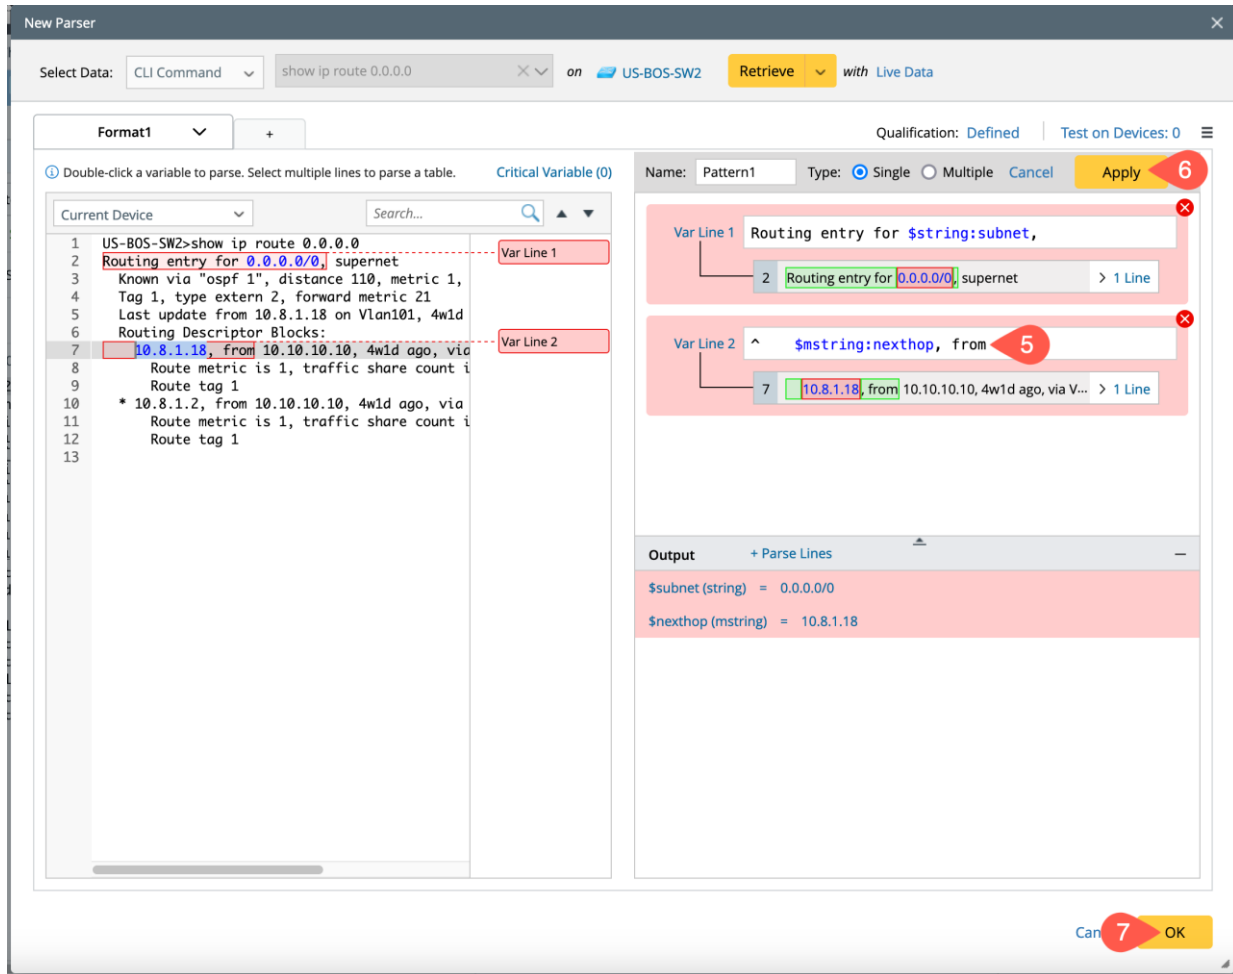 New Parser
Select Data: CLI Command show ip route 0.0.0.0 on US-BOS-SW2 Retrieve with Live Data
Format1 +
Qualification: Defined Test on Devices: 0
Double-click a variable to parse. Select multiple lines to parse a table. Critical Variable (0)
Name: Pattern1 Type: Single Multiple Cancel Apply 6
Current Device Search...
1 US-BOS-SW2>show ip route 0.0.0.0
2 Routing entry for 0.0.0.0/0, supernet
3 Known via "ospf 1", distance 110, metric 1,
4 Tag 1, type extern 2, forward metric 21
5 Last update from 10.8.1.18 on Vlan101, 4w1d
6 Routing Descriptor Blocks:
7 10.8.1.18, from 10.10.10.10, 4w1d ago, via
8 Route metric is 1, traffic share count i
9 Route tag 1
10 * 10.8.1.2, from 10.10.10.10, 4w1d ago, via
11 Route metric is 1, traffic share count i
12 Route tag 1
13
Var Line 1
Var Line 2
Var Line 1 Routing entry for $string:subnet,
2 Routing entry for 0.0.0.0/0, supernet > 1 Line
Var Line 2 ^ $mstring:nexthop, from 5
7 10.8.1.18, from 10.10.10.10, 4w1d ago, via V... > 1 Line
Output + Parse Lines
$subnet (string) = 0.0.0.0/0
$nexthop (mstring) = 10.8.1.18
Can 7 OK